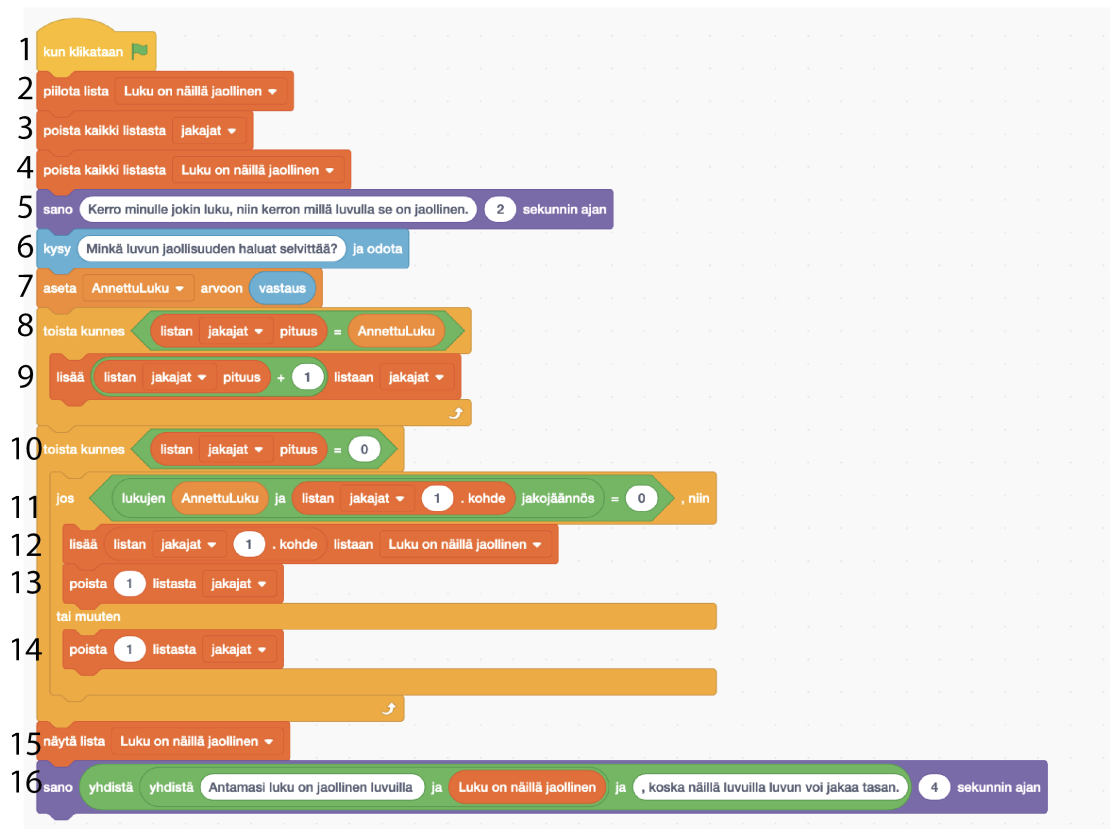 1 kun klikataan
2 piilota lista Luku on näillä jaollinen
3 poista kaikki listasta jakajat
4 poista kaikki listasta Luku on näillä jaollinen
5 sano Kerro minulle jokin luku, niin kerron millä luvulla se on jaollinen. 2 sekunnin ajan
6 kysy Minkä luvun jaollisuuden haluat selvittää? ja odota
7 aseta AnnettuLuku arvoon vastaus
8 toista kunnes listan jakajat pituus = AnnettuLuku
9 lisää listan jakajat pituus + 1 listaan jakajat
10 toista kunnes listan jakajat pituus = 0
11 jos lukujen AnnettuLuku ja listan jakajat 1 . kohde jakojäännös = 0 , niin
12 lisää listan jakajat 1 . kohde listaan Luku on näillä jaollinen
13 poista 1 listasta jakajat
tai muuten
14 poista 1 listasta jakajat
15 näytä lista Luku on näillä jaollinen
16 sano yhdistä yhdistä Antamasi luku on jaollinen luvuilla ja Luku on näillä jaollinen ja , koska näillä luvuilla luvun voi jakaa tasan. 4 sekunnin ajan